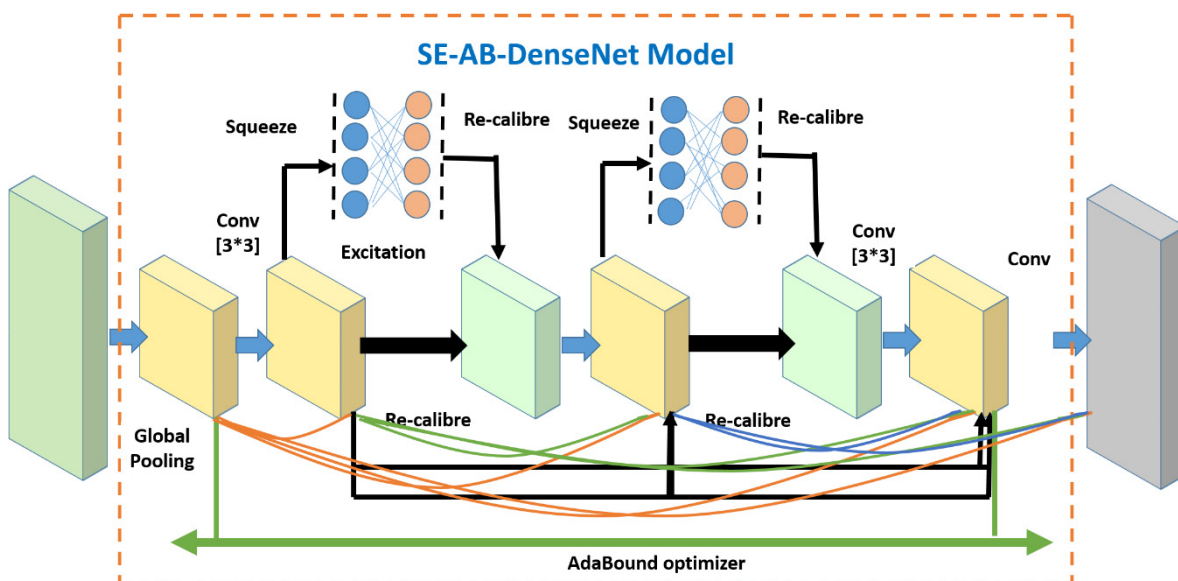 SE-AB-DenseNet Model
Squeeze
Re-calibre
Squeeze
Re-calibre
Conv
[3*3]
Excitation
Conv
[3*3]
Conv
Re-calibre
Re-calibre
Global
Pooling
AdaBound optimizer